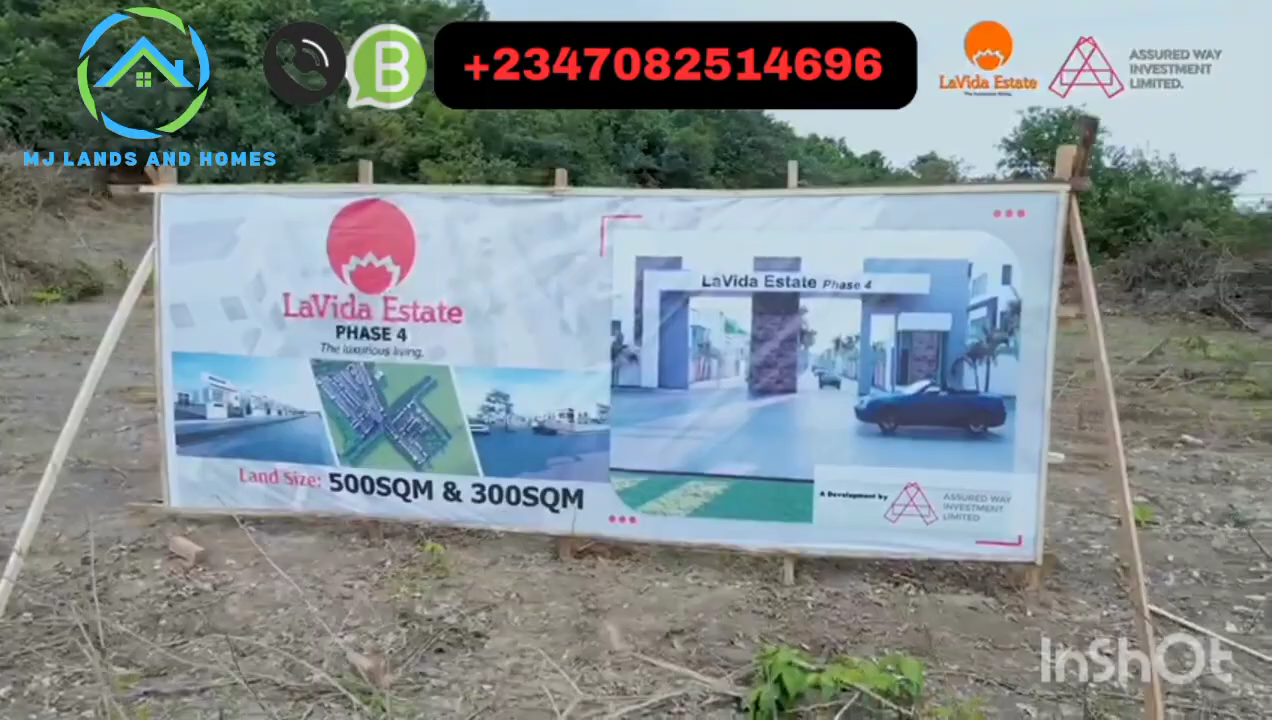 MJ LANDS AND HOMES
B
+2347082514696
LaVida Estate
ASSURED WAY
INVESTMENT
LIMITED.
LaVida Estate
PHASE 4
The luxurious living.
Land Size: 500SQM & 300SQM
LaVida Estate Phase 4
A Development by
ASSURED WAY
INVESTMENT
LIMITED
InShOt